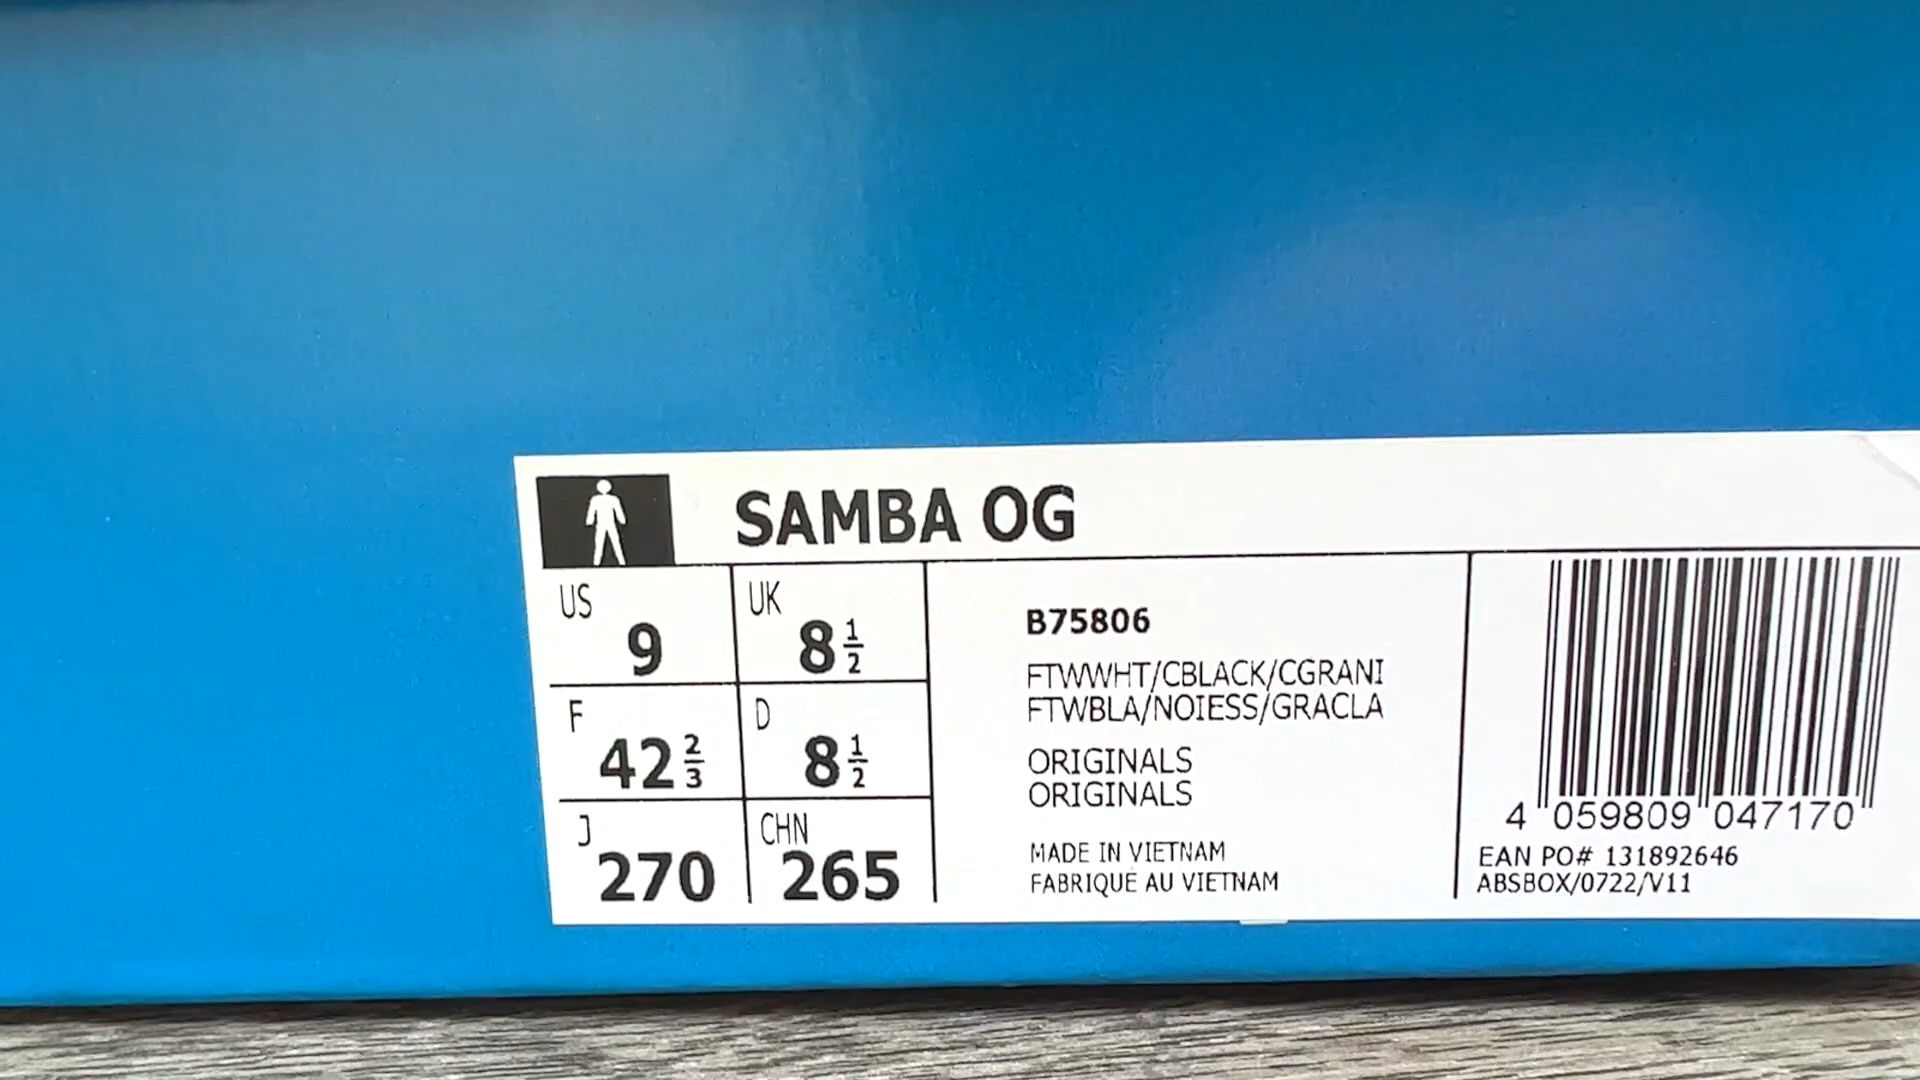 SAMBA OG
US 9 UK 8 1/2
F 42 2/3 D 8 1/2
J 270 CHN 265
B75806
FTWWHT/CBLACK/CGRANI
FTWBLA/NOIESS/GRACLA
ORIGINALS
ORIGINALS
MADE IN VIETNAM
FABRIQUÉ AU VIETNAM
4 059809 047170
EAN PO# 131892646
ABSBOX/0722/V11